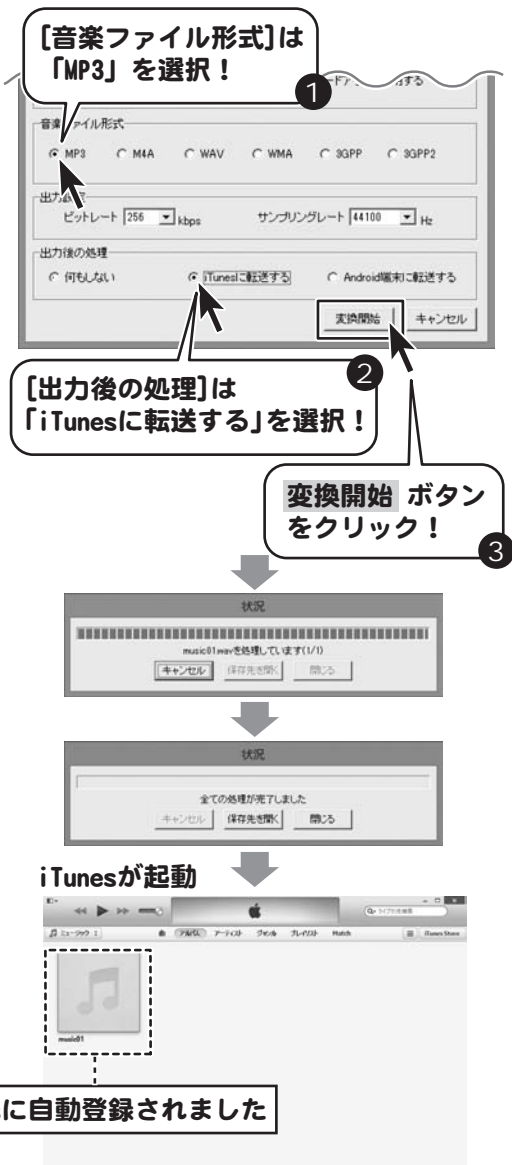 [音楽ファイル形式]は
「MP3」を選択！
1
音楽ファイル形式
MP3 M4A WAV WMA 3GPP 3GPP2
ビットレート 256 kbps サンプリングレート 44100 Hz
出力後の処理
何もしない iTunesに転送する Android端末に転送する
変換開始 キャンセル
[出力後の処理]は
「iTunesに転送する」を選択！
2
変換開始 ボタン
をクリック！
3
状況
music01.wavを処理しています(1/1)
キャンセル 保存先を開く 閉じる
状況
全ての処理が完了しました
キャンセル 保存先を開く 閉じる
iTunesが起動
ミュージック
アルバム アーティスト ジャンル プレイリスト Match iTunes Store
music01
に自動登録されました